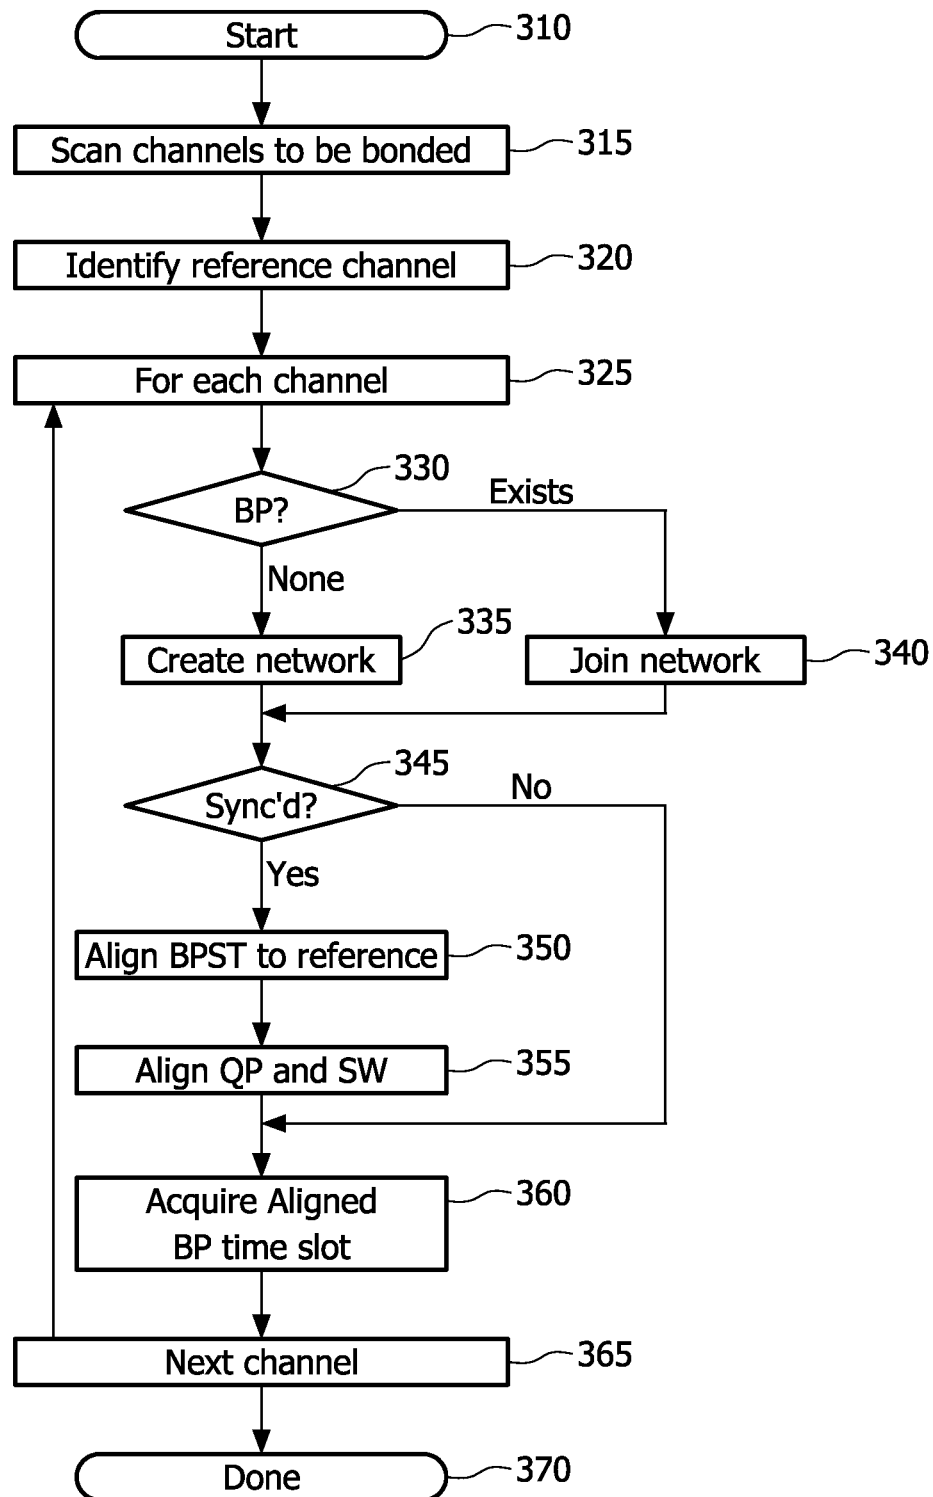 Start
310
Scan channels to be bonded
315
Identify reference channel
320
For each channel
325
BP?
330
Exists
None
Create network
335
Join network
340
Sync'd?
345
No
Yes
Align BPST to reference
350
Align QP and SW
355
Acquire Aligned
BP time slot
360
Next channel
365
Done
370